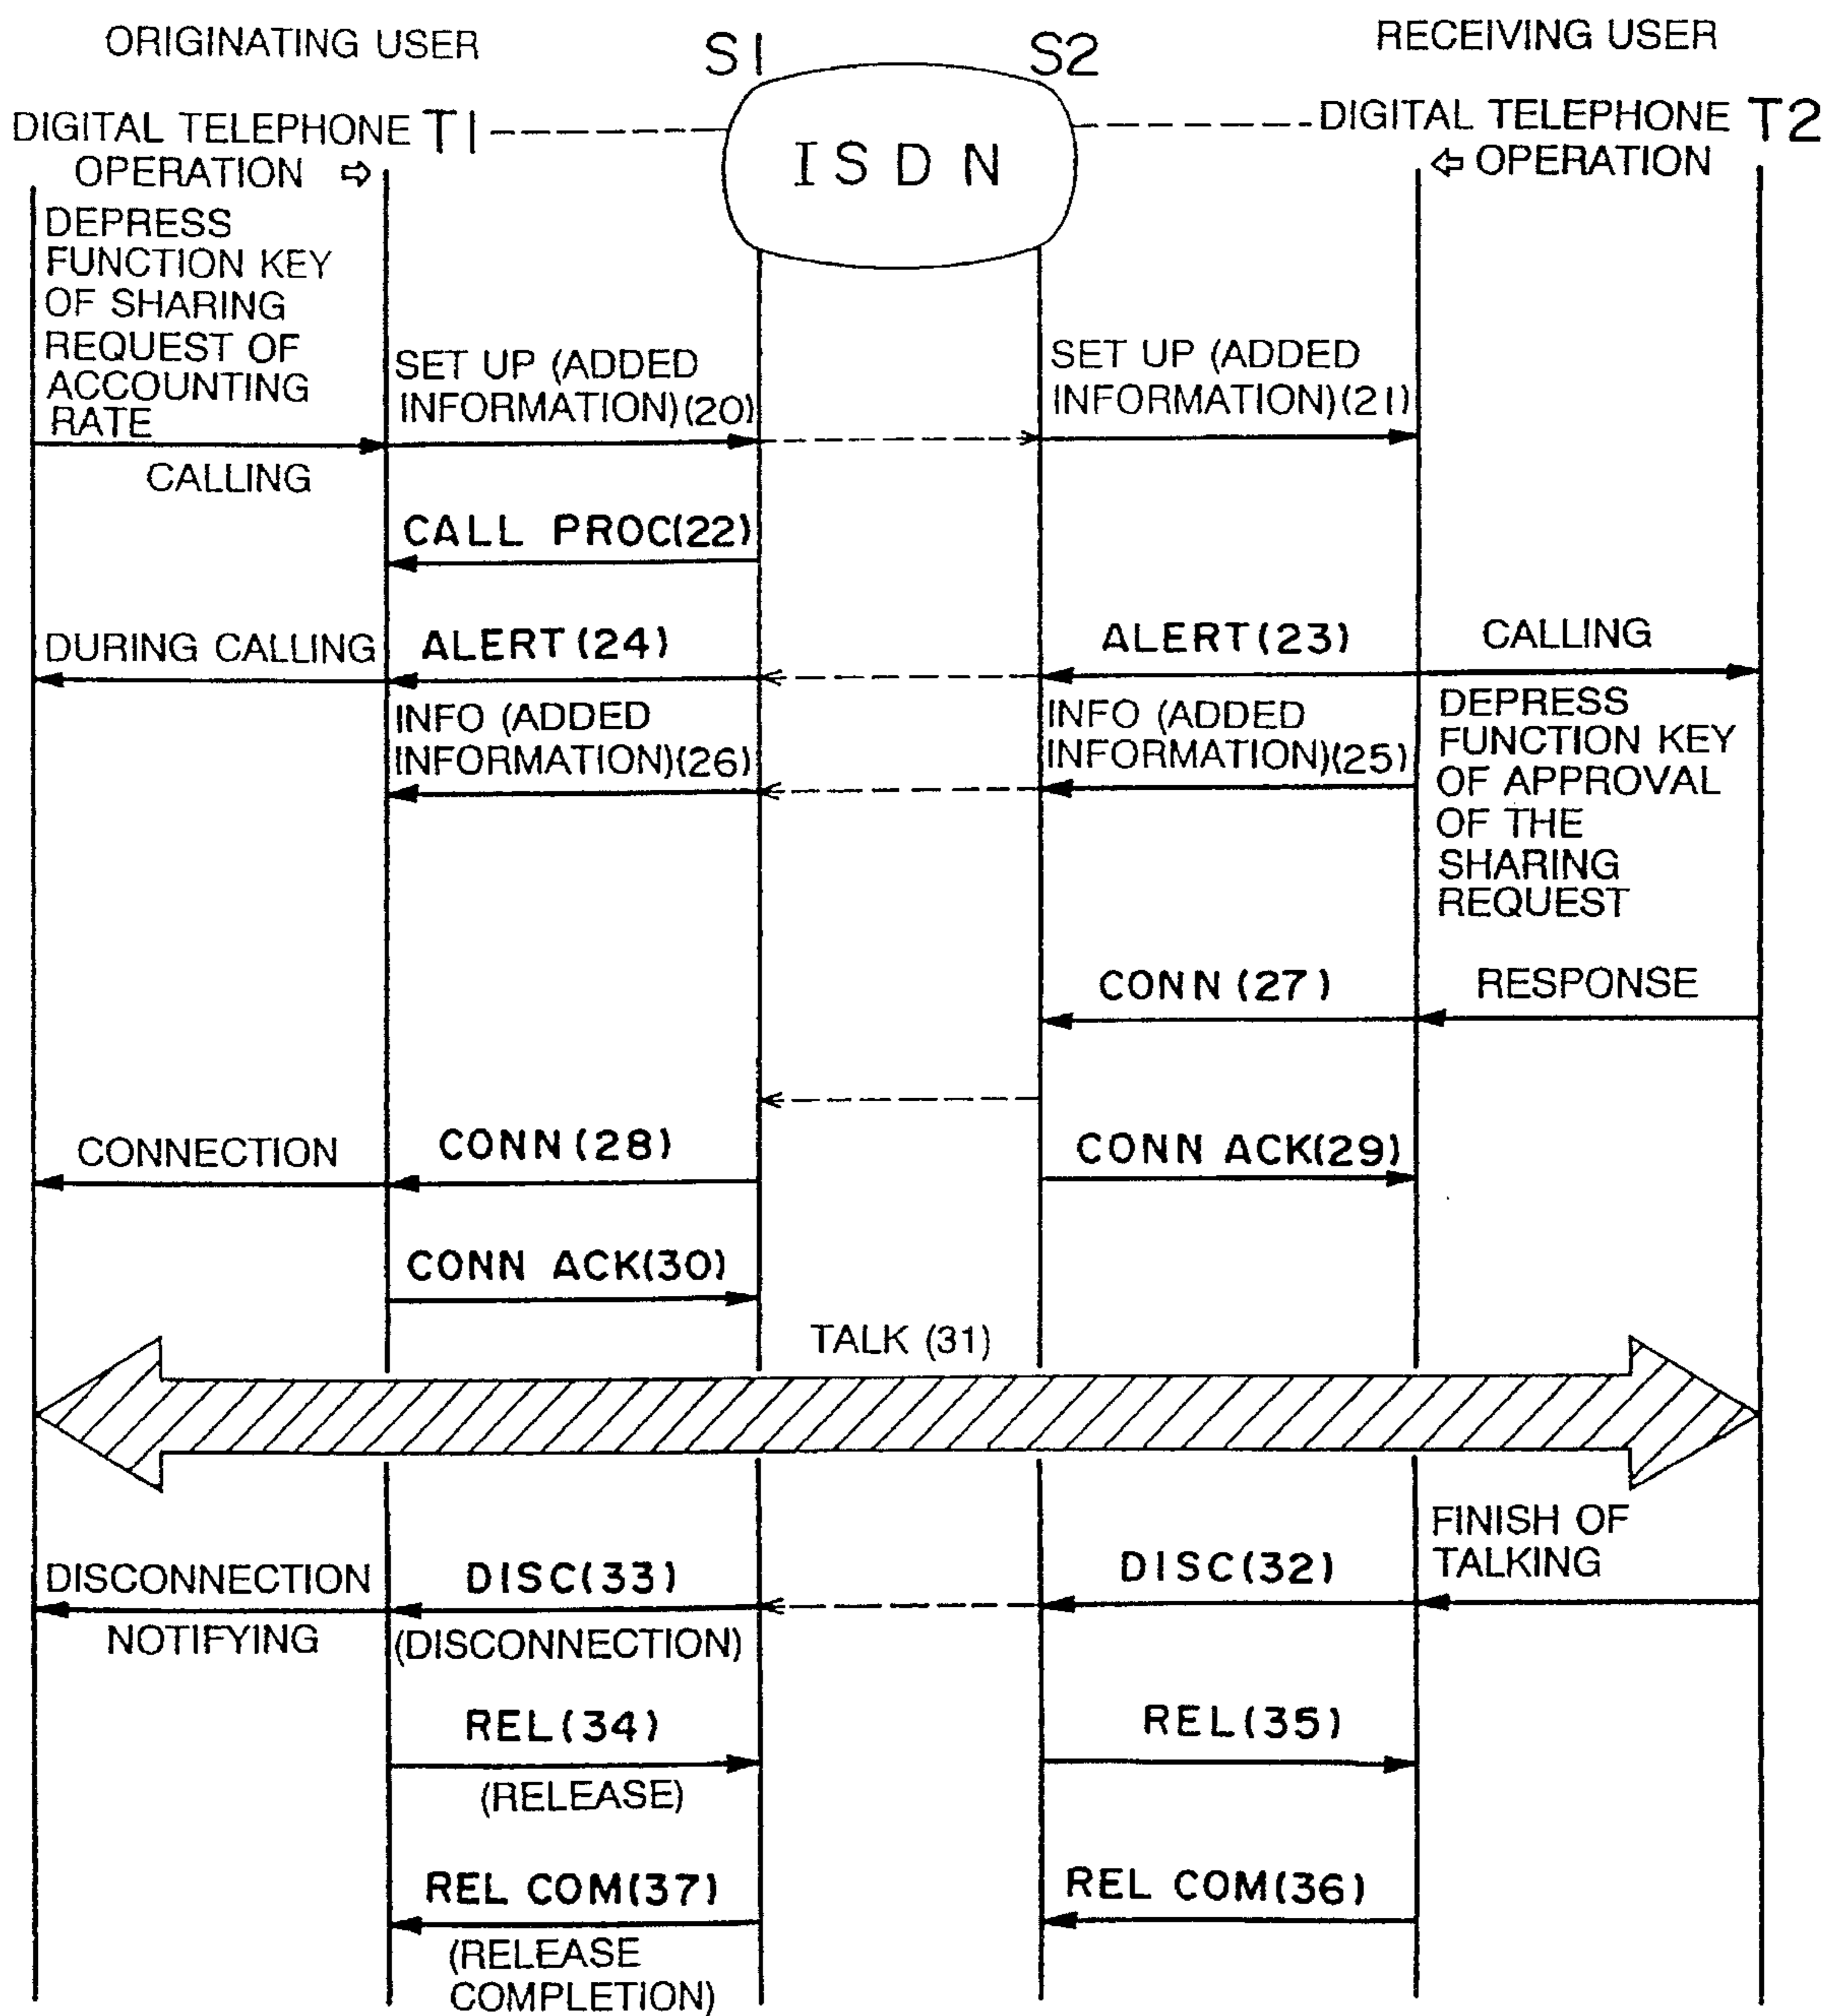 ORIGINATING USER
S1
S2
RECEIVING USER
DIGITAL TELEPHONE T1
OPERATION ⇨
ISDN
DIGITAL TELEPHONE T2
⇦ OPERATION
DEPRESS
FUNCTION KEY
OF SHARING
REQUEST OF
ACCOUNTING
RATE
CALLING
SET UP (ADDED
INFORMATION)(20)
SET UP (ADDED
INFORMATION)(21)
CALL PROC(22)
DURING CALLING
ALERT(24)
ALERT(23)
CALLING
INFO (ADDED
INFORMATION)(26)
INFO (ADDED
INFORMATION)(25)
DEPRESS
FUNCTION KEY
OF APPROVAL
OF THE
SHARING
REQUEST
CONN(27)
RESPONSE
CONNECTION
CONN(28)
CONN ACK(29)
CONN ACK(30)
TALK (31)
FINISH OF
TALKING
DISCONNECTION
NOTIFYING
DISC(33)
(DISCONNECTION)
DISC(32)
REL(34)
(RELEASE)
REL(35)
REL COM(37)
(RELEASE
COMPLETION)
REL COM(36)